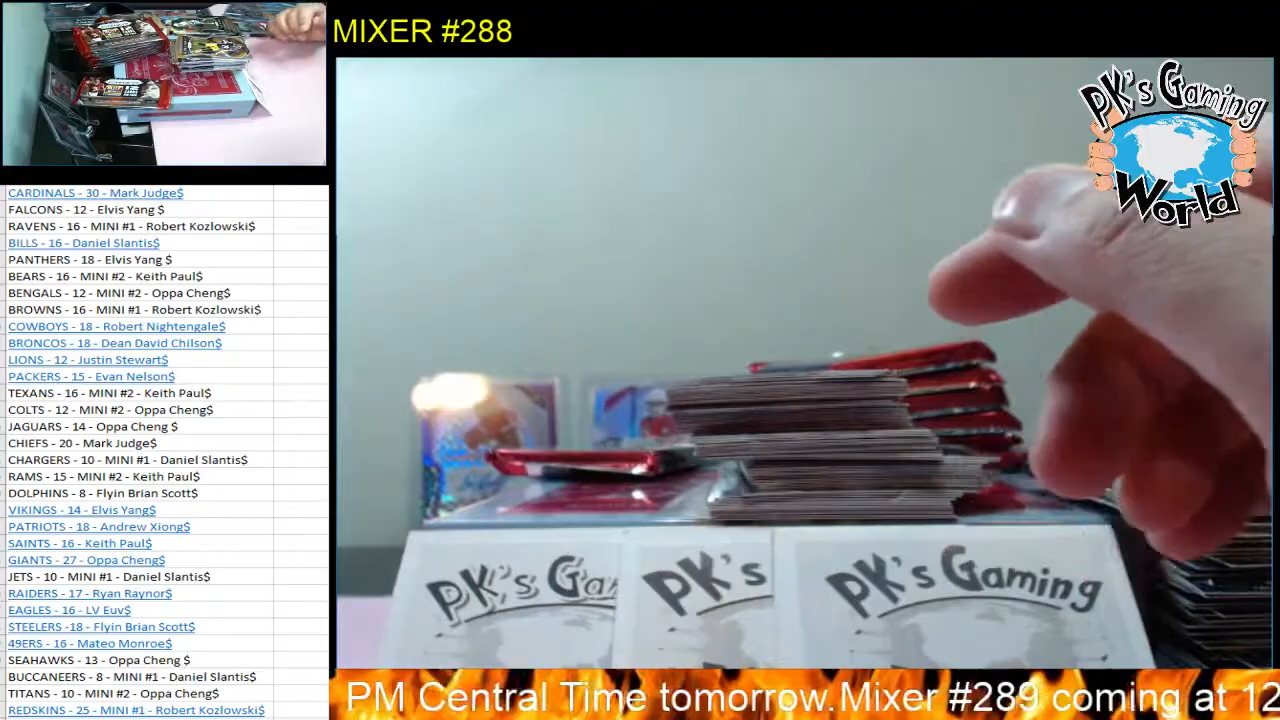 MIXER #288
PK's Gaming
World
CARDINALS - 30 - Mark Judge$
FALCONS - 12 - Elvis Yang $
RAVENS - 16 - MINI #1 - Robert Kozlowski$
BILLS - 16 - Daniel Slantis$
PANTHERS - 18 - Elvis Yang $
BEARS - 16 - MINI #2 - Keith Paul$
BENGALS - 12 - MINI #2 - Oppa Cheng$
BROWNS - 16 - MINI #1 - Robert Kozlowski$
COWBOYS - 18 - Robert Nightengale$
BRONCOS - 18 - Dean David Chilson$
LIONS - 12 - Justin Stewart$
PACKERS - 15 - Evan Nelson$
TEXANS - 16 - MINI #2 - Keith Paul$
COLTS - 12 - MINI #2 - Oppa Cheng$
JAGUARS - 14 - Oppa Cheng $
CHIEFS - 20 - Mark Judge$
CHARGERS - 10 - MINI #1 - Daniel Slantis$
RAMS - 15 - MINI #2 - Keith Paul$
DOLPHINS - 8 - Flyin Brian Scott$
VIKINGS - 14 - Elvis Yang$
PATRIOTS - 18 - Andrew Xiong$
SAINTS - 16 - Keith Paul$
GIANTS - 27 - Oppa Cheng$
JETS - 10 - MINI #1 - Daniel Slantis$
RAIDERS - 17 - Ryan Raynor$
EAGLES - 16 - LV Euv$
STEELERS -18 - Flyin Brian Scott$
49ERS - 16 - Mateo Monroe$
SEAHAWKS - 13 - Oppa Cheng $
BUCCANEERS - 8 - MINI #1 - Daniel Slantis$
TITANS - 10 - MINI #2 - Oppa Cheng$
REDSKINS - 25 - MINI #1 - Robert Kozlowski$
PK's Ga
PK's
PK's Gaming
PM Central Time tomorrow.Mixer #289 coming at 12